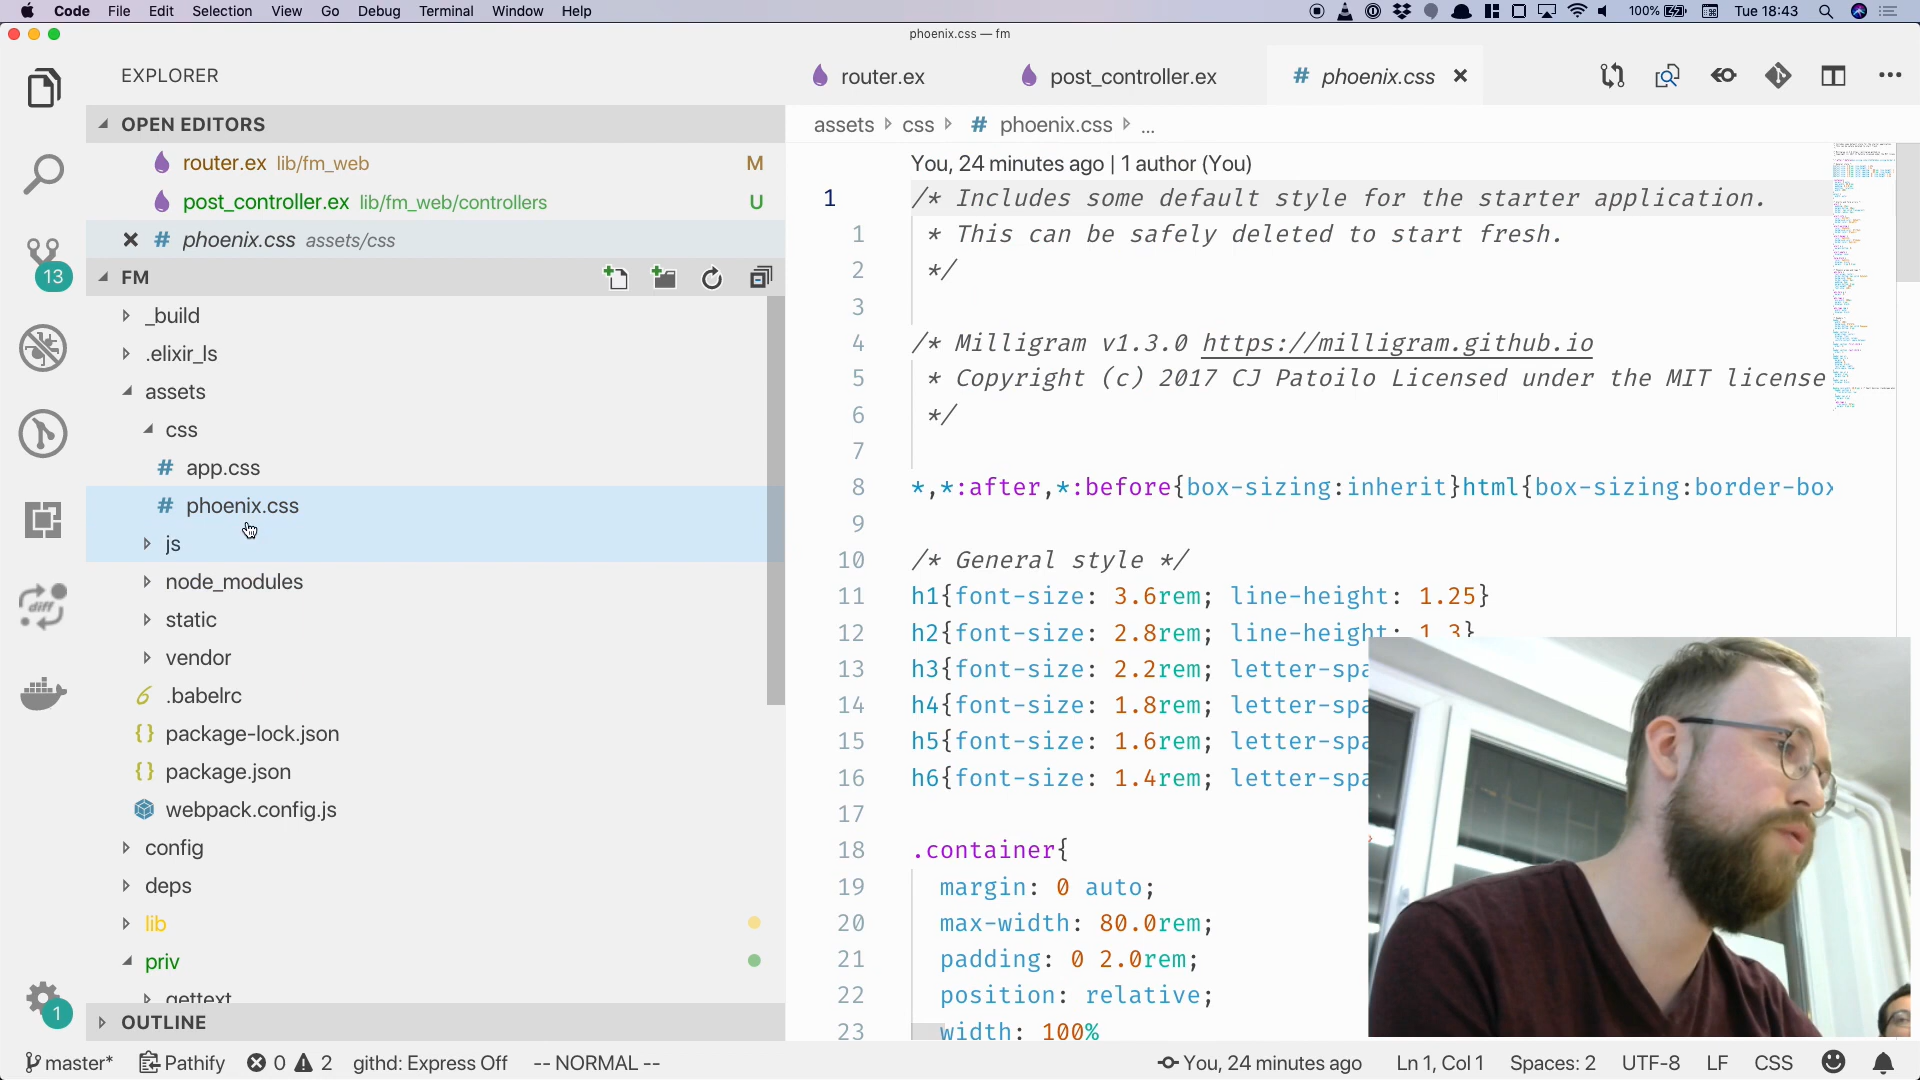 Code File Edit Selection View Go Debug Terminal Window Help 100% Tue 18:43
phoenix.css — fm
EXPLORER
OPEN EDITORS
router.ex lib/fm_web M
post_controller.ex lib/fm_web/controllers U
phoenix.css assets/css
FM
_build
.elixir_ls
assets
css
app.css
phoenix.css
js
node_modules
static
vendor
.babelrc
package-lock.json
package.json
webpack.config.js
config
deps
lib
priv
gettext
OUTLINE
13
diff
1
router.ex post_controller.ex # phoenix.css
assets css # phoenix.css ...
You, 24 minutes ago | 1 author (You)
1 /* Includes some default style for the starter application.
1 * This can be safely deleted to start fresh.
2 */
3
4 /* Milligram v1.3.0 https://milligram.github.io
5 * Copyright (c) 2017 CJ Patoilo Licensed under the MIT license
6 */
7
8 *,*:after,*:before{box-sizing:inherit}html{box-sizing:border-box
9
10 /* General style */
11 h1{font-size: 3.6rem; line-height: 1.25}
12 h2{font-size: 2.8rem; line-height: 1.3}
13 h3{font-size: 2.2rem; letter-spa
14 h4{font-size: 1.8rem; letter-spa
15 h5{font-size: 1.6rem; letter-spa
16 h6{font-size: 1.4rem; letter-spa
17
18 .container{
19 margin: 0 auto;
20 max-width: 80.0rem;
21 padding: 0 2.0rem;
22 position: relative;
23 width: 100%
master* Pathify 0 2 githd: Express Off -- NORMAL -- You, 24 minutes ago Ln 1, Col 1 Spaces: 2 UTF-8 LF CSS